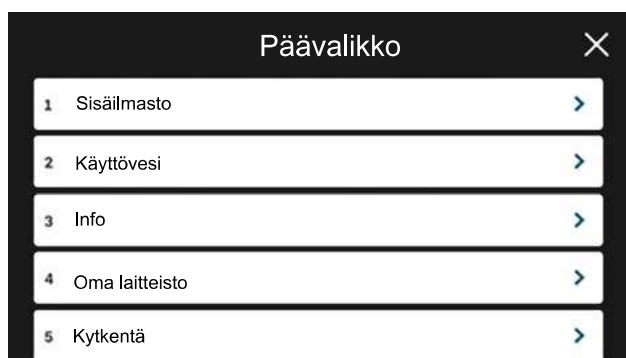 Päävalikko
1 Sisäilmasto
2 Käyttövesi
3 Info
4 Oma laitteisto
5 Kytkentä